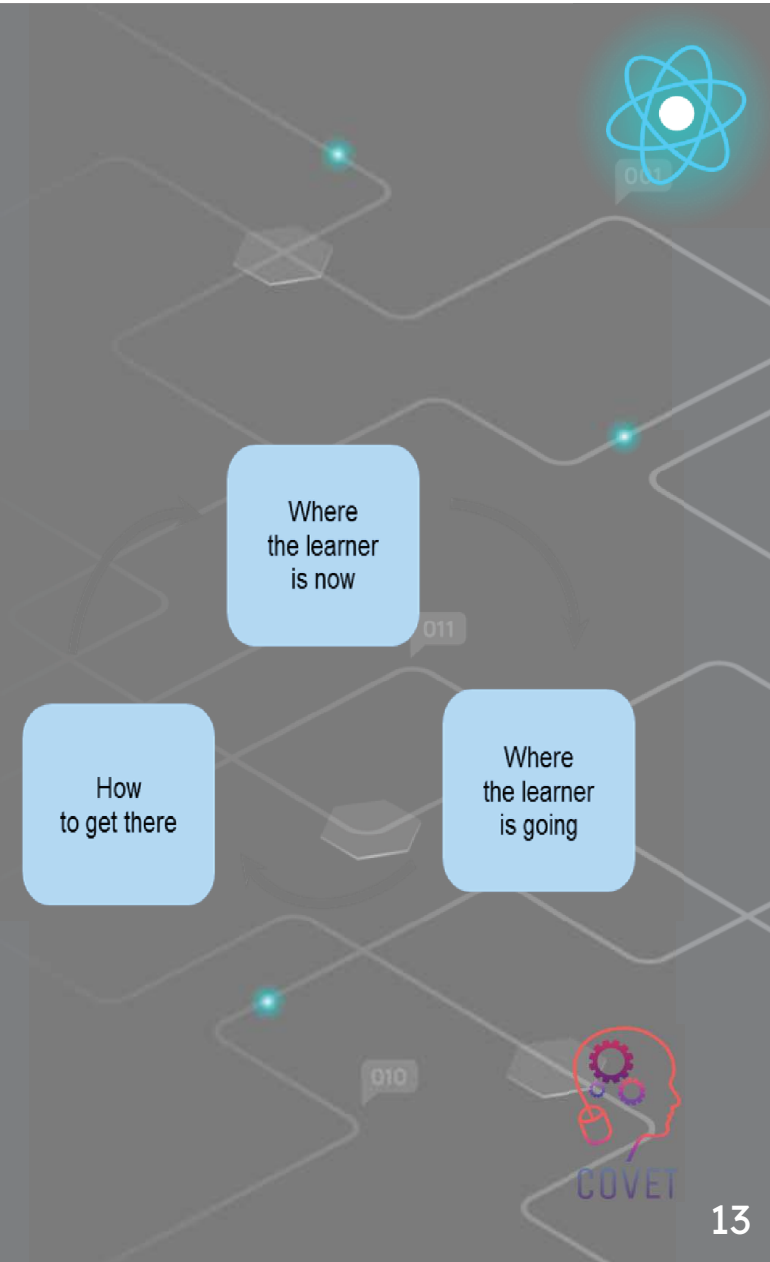 001
Where
the learner
is now
011
How
to get there
Where
the learner
is going
010
COVET
13